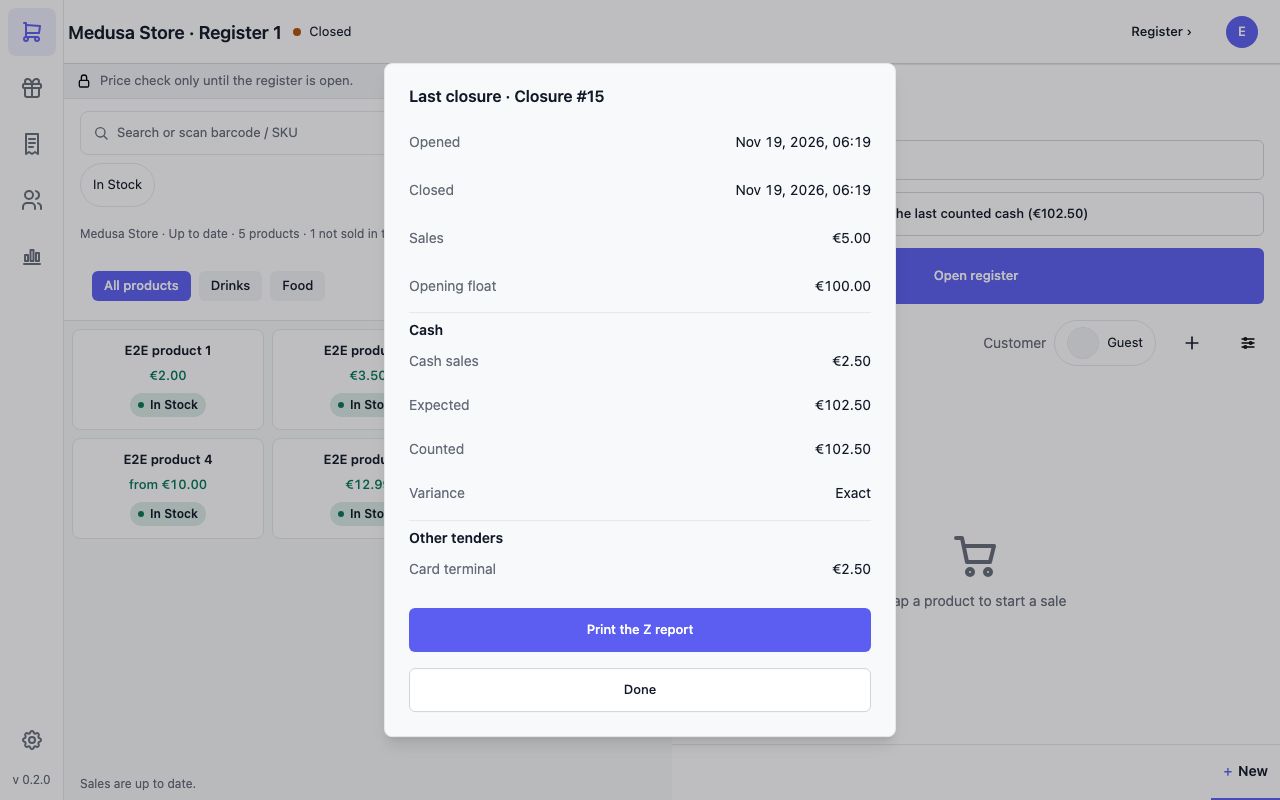 Medusa Store · Register 1
Closed
Register ›
E
Price check only until the register is open.
Search or scan barcode / SKU
In Stock
Medusa Store · Up to date · 5 products · 1 not sold in t
All products
Drinks
Food
E2E product 1
€2.00
In Stock
E2E produ
€3.50
In Sto
E2E product 4
from €10.00
In Stock
E2E produ
€12.9
In Sto
Last closure · Closure #15
Opened Nov 19, 2026, 06:19
Closed Nov 19, 2026, 06:19
Sales €5.00
Opening float €100.00
Cash
Cash sales €2.50
Expected €102.50
Counted €102.50
Variance Exact
Other tenders
Card terminal €2.50
Print the Z report
Done
he last counted cash (€102.50)
Open register
Customer
Guest
ap a product to start a sale
+ New
v 0.2.0
Sales are up to date.